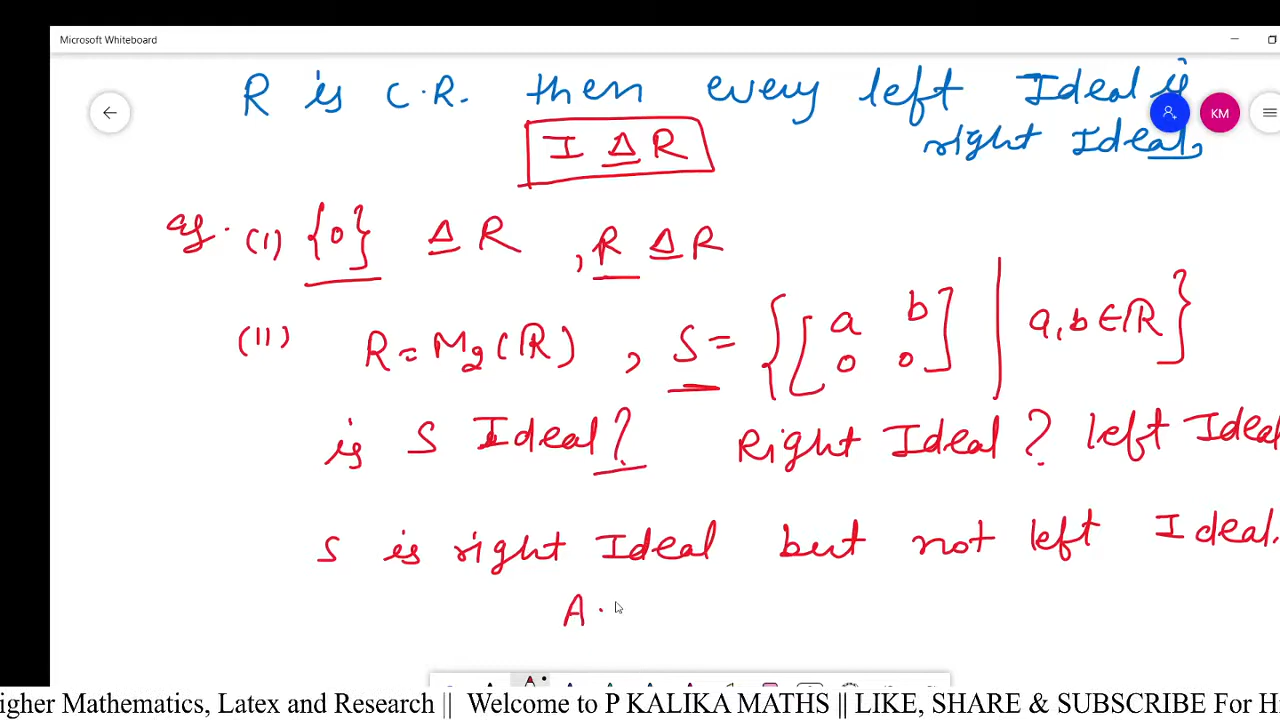 Microsoft Whiteboard
R is C.R. then every left Ideal is
right Ideal,
KM
I Δ R
eg. (I) {0} Δ R , R Δ R
(II) R = M2(ℝ) , S = { [ a b
0 0 ] | a, b ∈ ℝ }
is S Ideal? Right Ideal? left Ideal
S is right Ideal but not left Ideal.
A .
igher Mathematics, Latex and Research || Welcome to P KALIKA MATHS || LIKE, SHARE & SUBSCRIBE For H